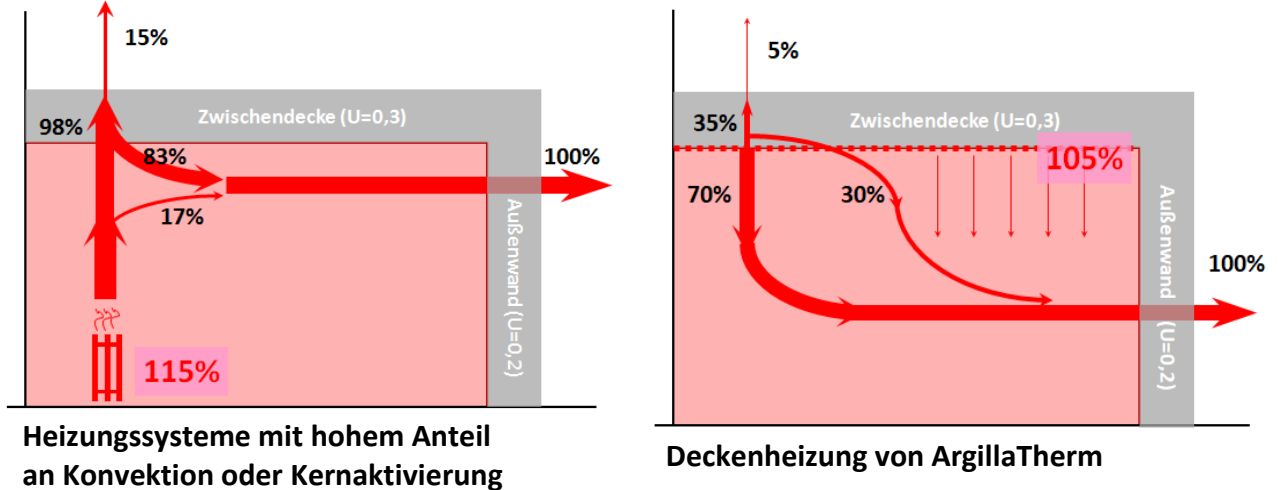 15%
98%
Zwischendecke (U=0,3)
83%
100%
17%
Außenwand (U=0,2)
115%
Heizungssysteme mit hohem Anteil
an Konvektion oder Kernaktivierung
5%
35%
Zwischendecke (U=0,3)
105%
70%
30%
100%
Außenwand (U=0,2)
Deckenheizung von ArgillaTherm